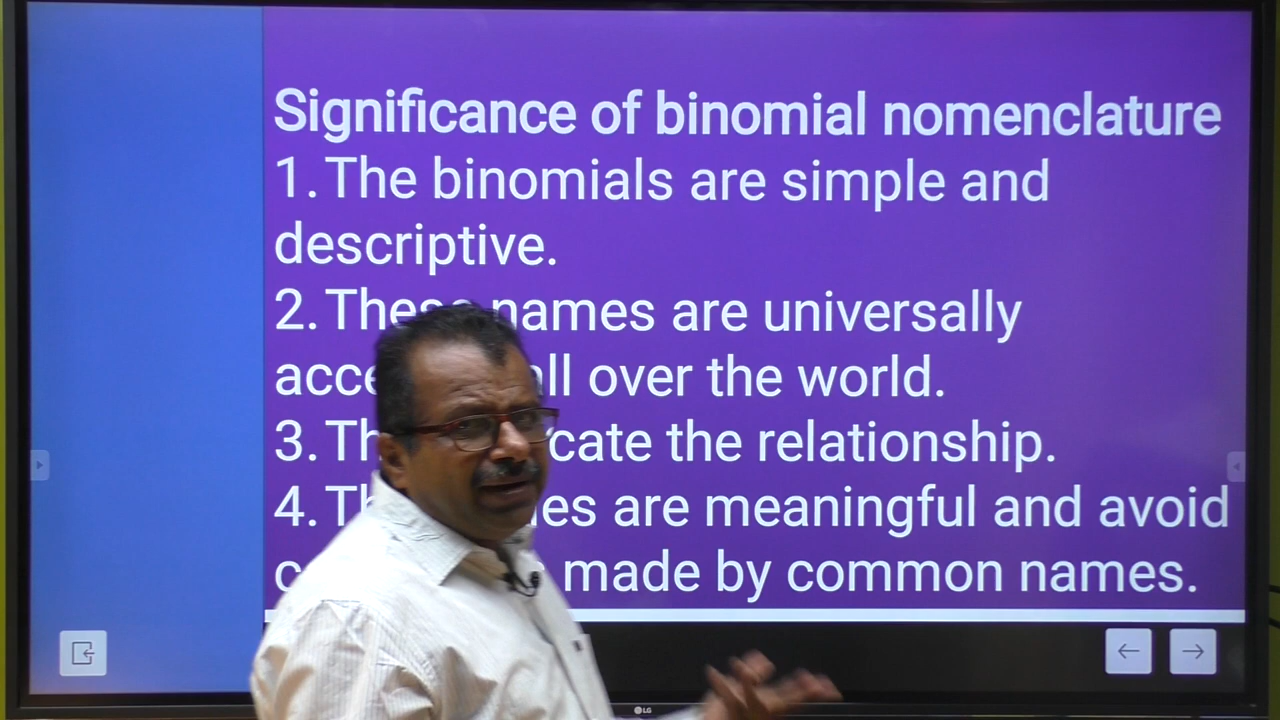 Significance of binomial nomenclature
1. The binomials are simple and
descriptive.
2. These names are universally
all over the world.
3. the relationship.
4. are meaningful and avoid
made by common names.
LG